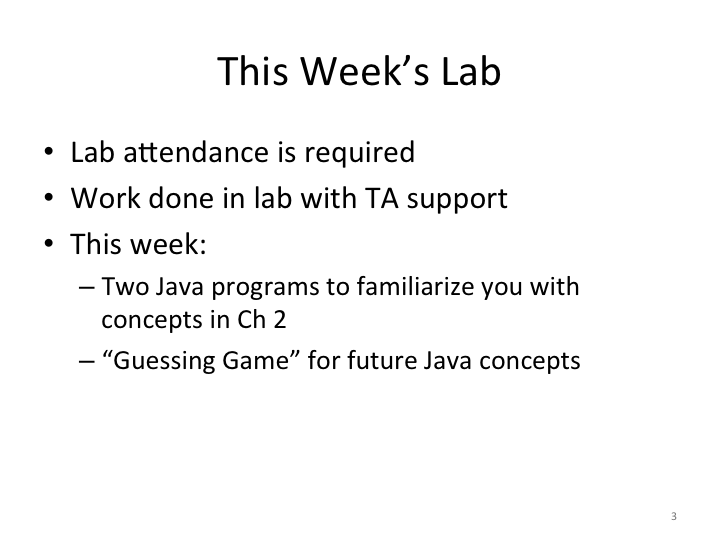 This Week’s Lab
• Lab attendance is required
• Work done in lab with TA support
• This week:
– Two Java programs to familiarize you with
concepts in Ch 2
– “Guessing Game” for future Java concepts
3